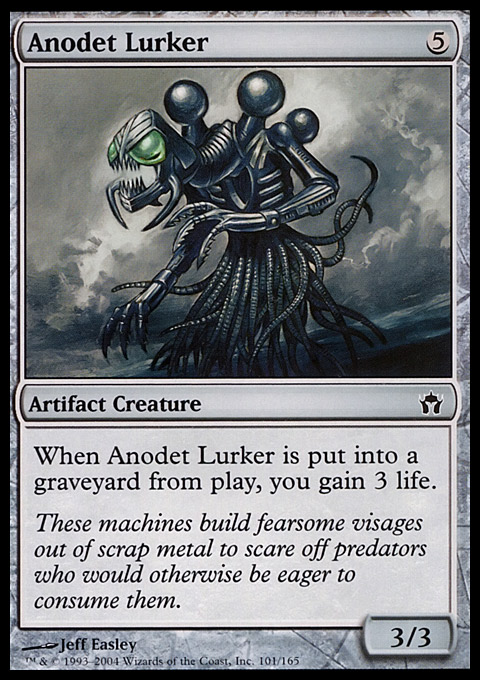 Anodet Lurker
5
Artifact Creature
When Anodet Lurker is put into a
graveyard from play, you gain 3 life.
These machines build fearsome visages
out of scrap metal to scare off predators
who would otherwise be eager to
consume them.
Jeff Easley
3/3
™ & © 1993–2004 Wizards of the Coast, Inc. 101/165